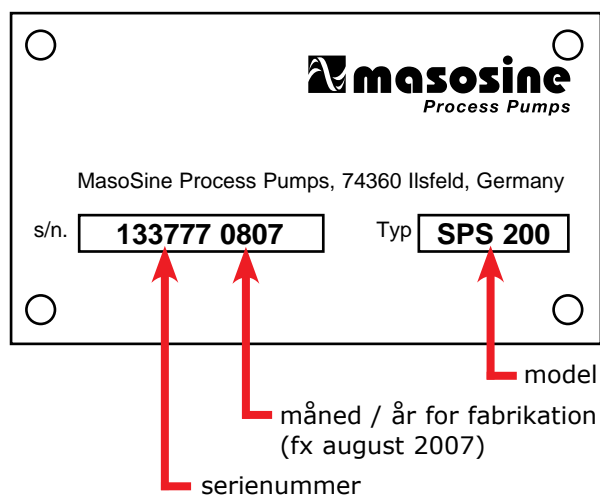 masosine
Process Pumps
MasoSine Process Pumps, 74360 Ilsfeld, Germany
s/n. 133777 0807 Typ SPS 200
model
måned / år for fabrikation
(fx august 2007)
serienummer